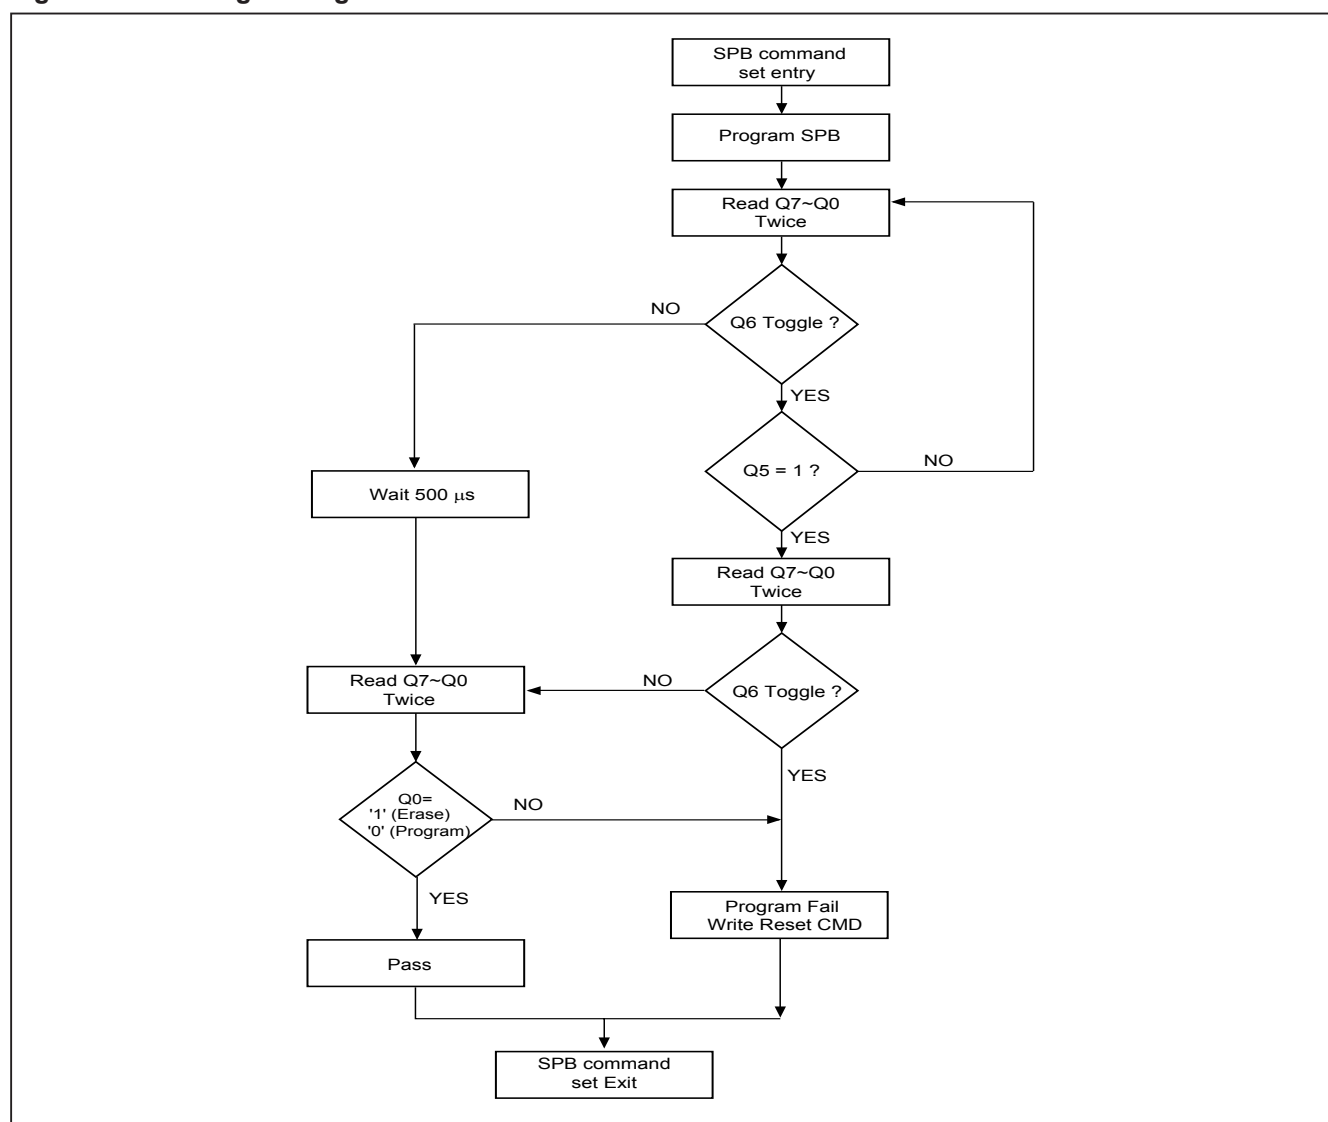 SPB command
set entry
Program SPB
Read Q7~Q0
Twice
NO
Q6 Toggle ?
YES
Q5 = 1 ?
NO
Wait 500 μs
YES
Read Q7~Q0
Twice
Read Q7~Q0
Twice
NO
Q6 Toggle ?
YES
Q0=
'1' (Erase)
'0' (Program)
NO
YES
Program Fail
Write Reset CMD
Pass
SPB command
set Exit